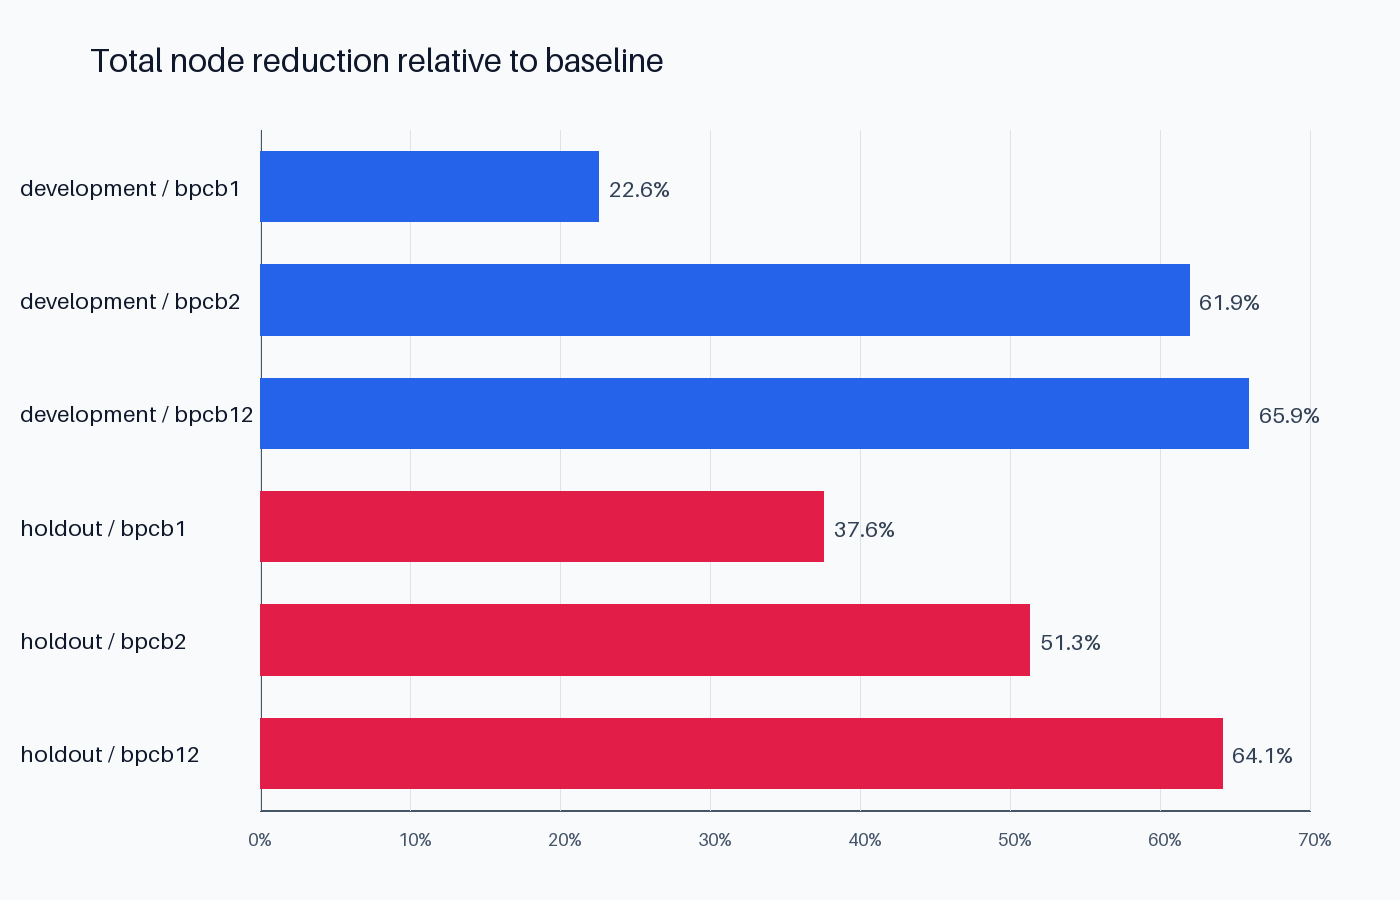 Total node reduction relative to baseline
development / bpcb1
22.6%
development / bpcb2
61.9%
development / bpcb12
65.9%
holdout / bpcb1
37.6%
holdout / bpcb2
51.3%
holdout / bpcb12
64.1%
0% 10% 20% 30% 40% 50% 60% 70%